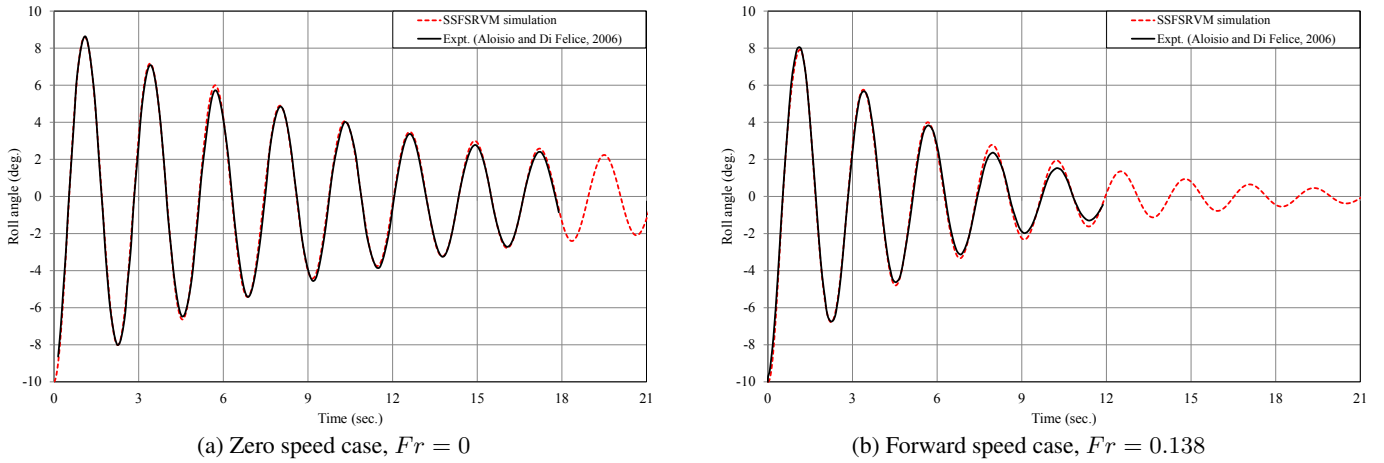 SSFSRVM simulation
Expt. (Aloisio and Di Felice, 2006)
Roll angle (deg.)
10
8
6
4
2
0
-2
-4
-6
-8
-10
0 3 6 9 12 15 18 21
Time (sec.)
(a) Zero speed case, Fr = 0
SSFSRVM simulation
Expt. (Aloisio and Di Felice, 2006)
Roll angle (deg.)
10
8
6
4
2
0
-2
-4
-6
-8
-10
0 3 6 9 12 15 18 21
Time (sec.)
(b) Forward speed case, Fr = 0.138